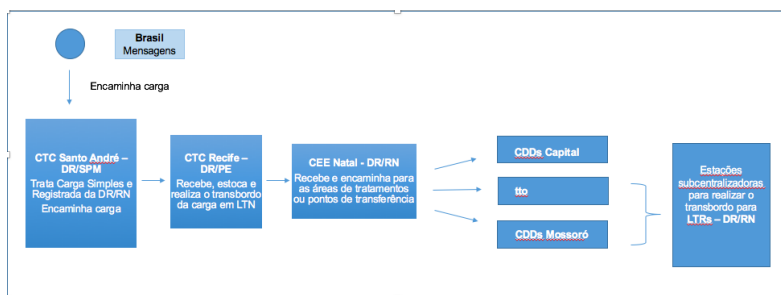 Brasil
Mensagens
Encaminha carga
CTC Santo André –
DR/SPM
Trata Carga Simples e
Registrada da DR/RN
Encaminha carga
CTC Recife –
DR/PE
Recebe, estoca e
realiza o transbordo
da carga em LTN
CEE Natal - DR/RN
Recebe e encaminha para
as áreas de tratamentos
ou pontos de transferência
CDDs Capital
tto
CDDs Mossoró
Estações
subcentralizadoras
para realizar o
transbordo para
LTRs – DR/RN